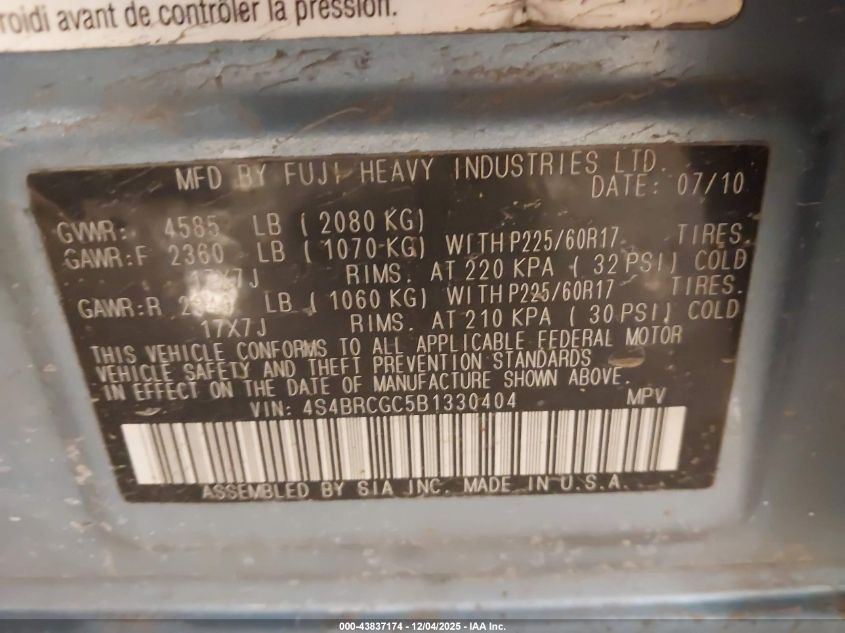 roidi avant de contrôler la pression.
MFD BY FUJI HEAVY INDUSTRIES LTD.
DATE: 07/10
GVWR: 4585 LB ( 2080 KG)
GAWR:F 2360 LB ( 1070 KG) WITH P225/60R17 TIRES.
17X7J RIMS. AT 220 KPA ( 32 PSI) COLD
GAWR:R LB ( 1060 KG) WITH P225/60R17 TIRES.
17X7J RIMS. AT 210 KPA ( 30 PSI) COLD
THIS VEHICLE CONFORMS TO ALL APPLICABLE FEDERAL MOTOR
VEHICLE SAFETY AND THEFT PREVENTION STANDARDS
IN EFFECT ON THE DATE OF MANUFACTURE SHOWN ABOVE.
VIN: 4S4BRCGC5B1330404 MPV
ASSEMBLED BY SIA INC. MADE IN U.S.A.
000-43837174 - 12/04/2025 - IAA Inc.